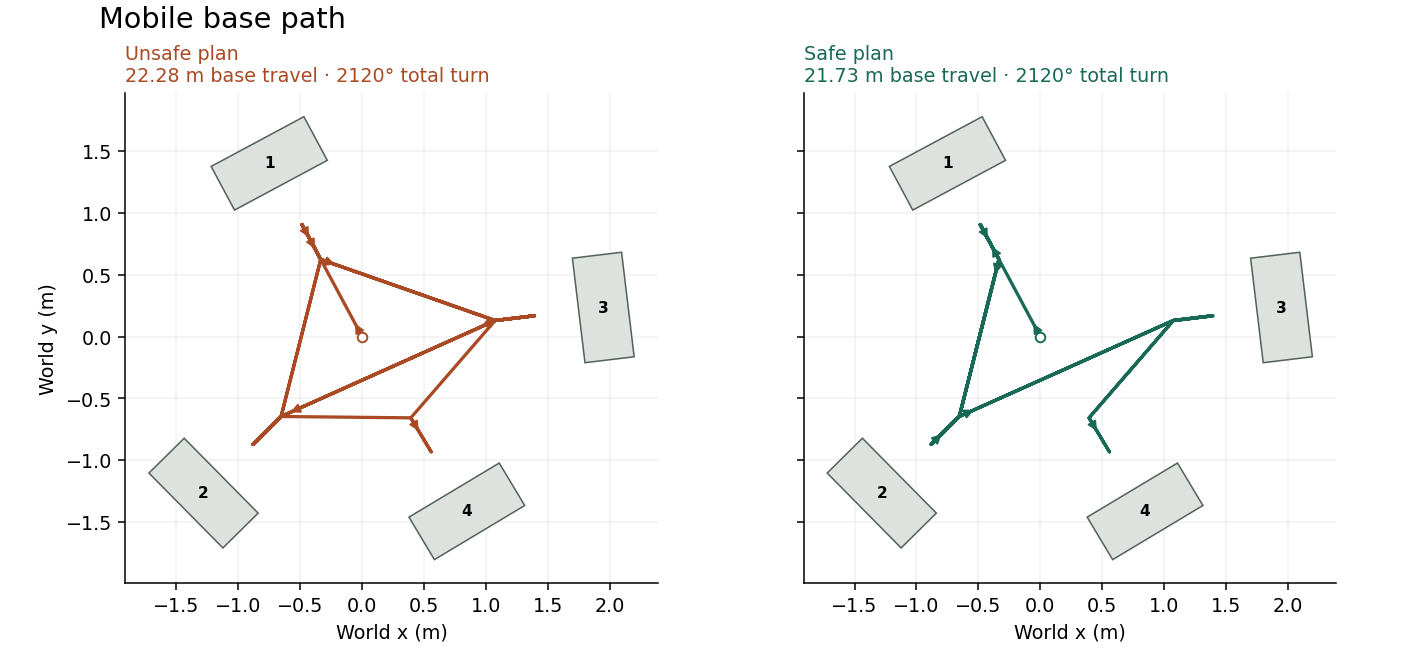 Mobile base path
Unsafe plan
22.28 m base travel · 2120° total turn
Safe plan
21.73 m base travel · 2120° total turn
1
2
3
4
1
2
3
4
1.5
1.0
0.5
0.0
−0.5
−1.0
−1.5
World y (m)
−1.5 −1.0 −0.5 0.0 0.5 1.0 1.5 2.0
World x (m)
−1.5 −1.0 −0.5 0.0 0.5 1.0 1.5 2.0
World x (m)